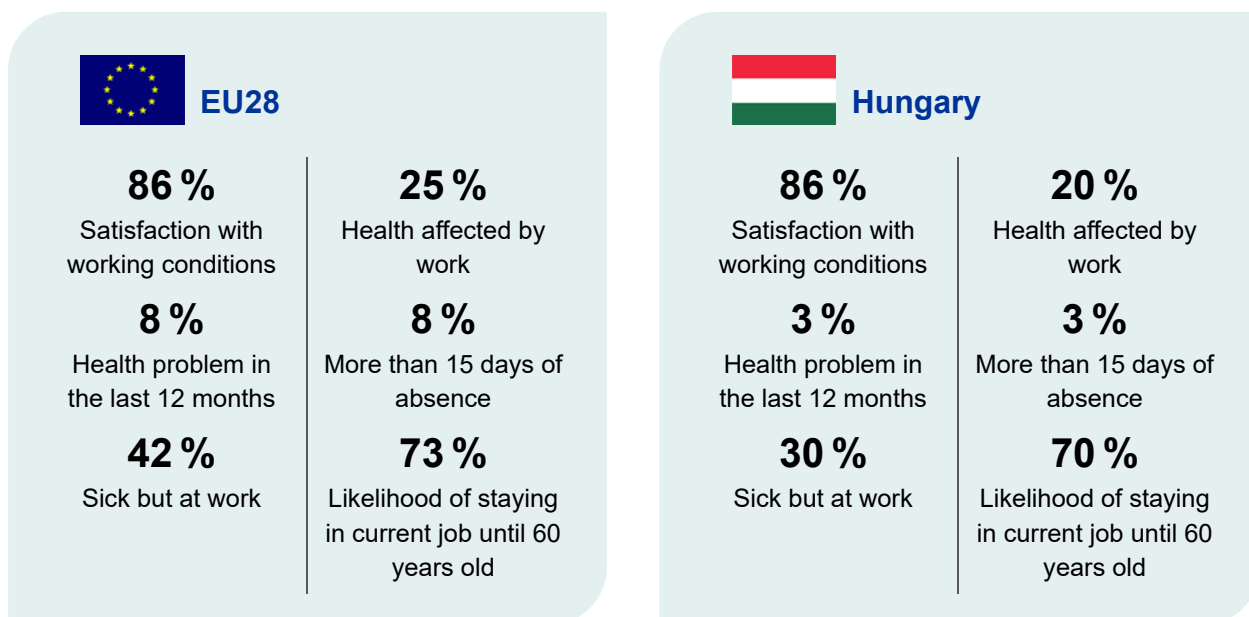 EU28
86 %
Satisfaction with
working conditions
25 %
Health affected by
work
8 %
Health problem in
the last 12 months
8 %
More than 15 days of
absence
42 %
Sick but at work
73 %
Likelihood of staying
in current job until 60
years old
Hungary
86 %
Satisfaction with
working conditions
20 %
Health affected by
work
3 %
Health problem in
the last 12 months
3 %
More than 15 days of
absence
30 %
Sick but at work
70 %
Likelihood of staying
in current job until 60
years old